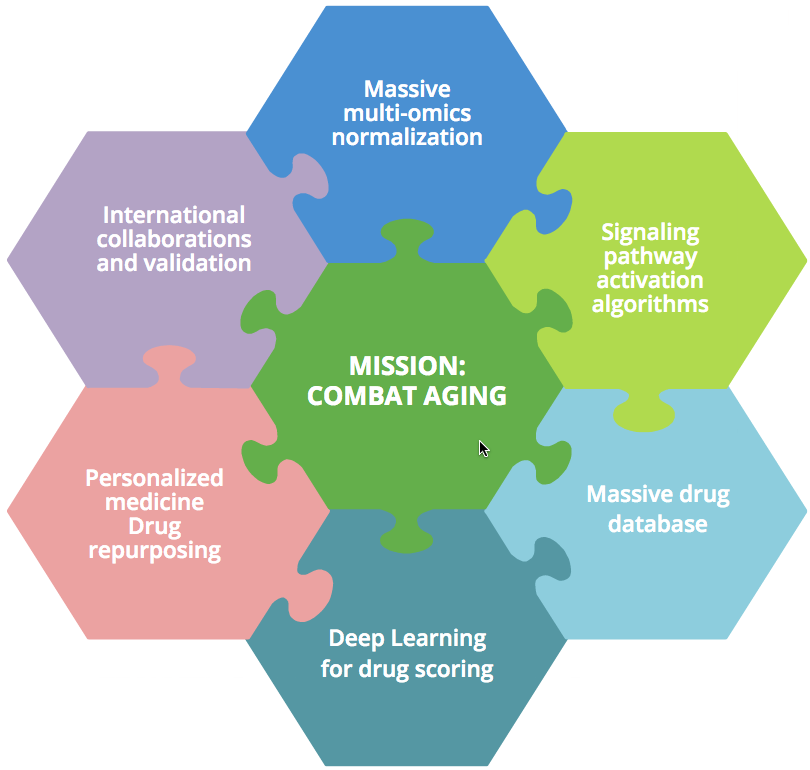 Massive
multi-omics
normalization
International
collaborations
and validation
Signaling
pathway
activation
algorithms
MISSION:
COMBAT AGING
Personalized
medicine
Drug
repurposing
Massive drug
database
Deep Learning
for drug scoring